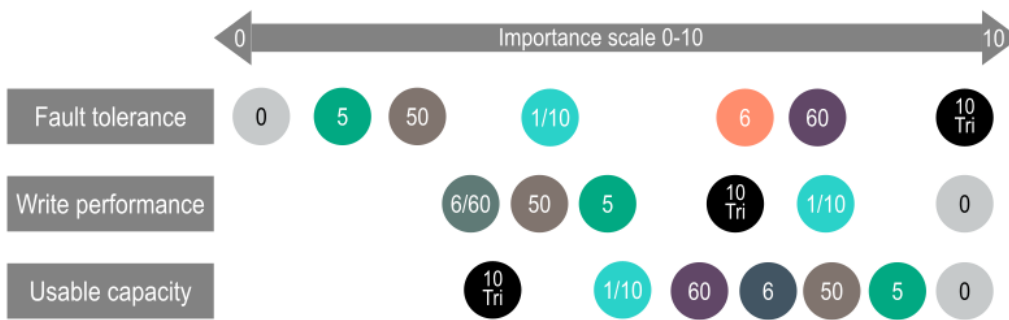 0 Importance scale 0-10 10
Fault tolerance 0 5 50 1/10 6 60 10 Tri
Write performance 6/60 50 5 10 Tri 1/10 0
Usable capacity 10 Tri 1/10 60 6 50 5 0